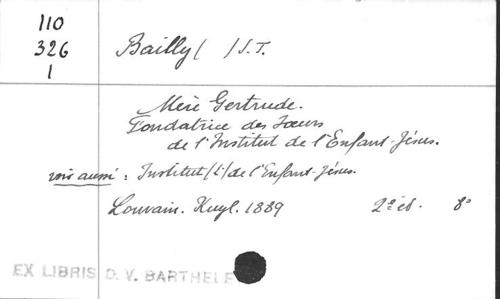 110
326
1
Bailly / /J.T.
Mère Gertrude.
Fondatrice des Soeurs
de l'Institut de l'Enfant-Jésus.
voir aussi : Institut /(l')/ de l'Enfant-Jésus.
Louvain. Kuyl. 1889 2e éd. 8°
EX LIBRIS D. V. BARTHELE